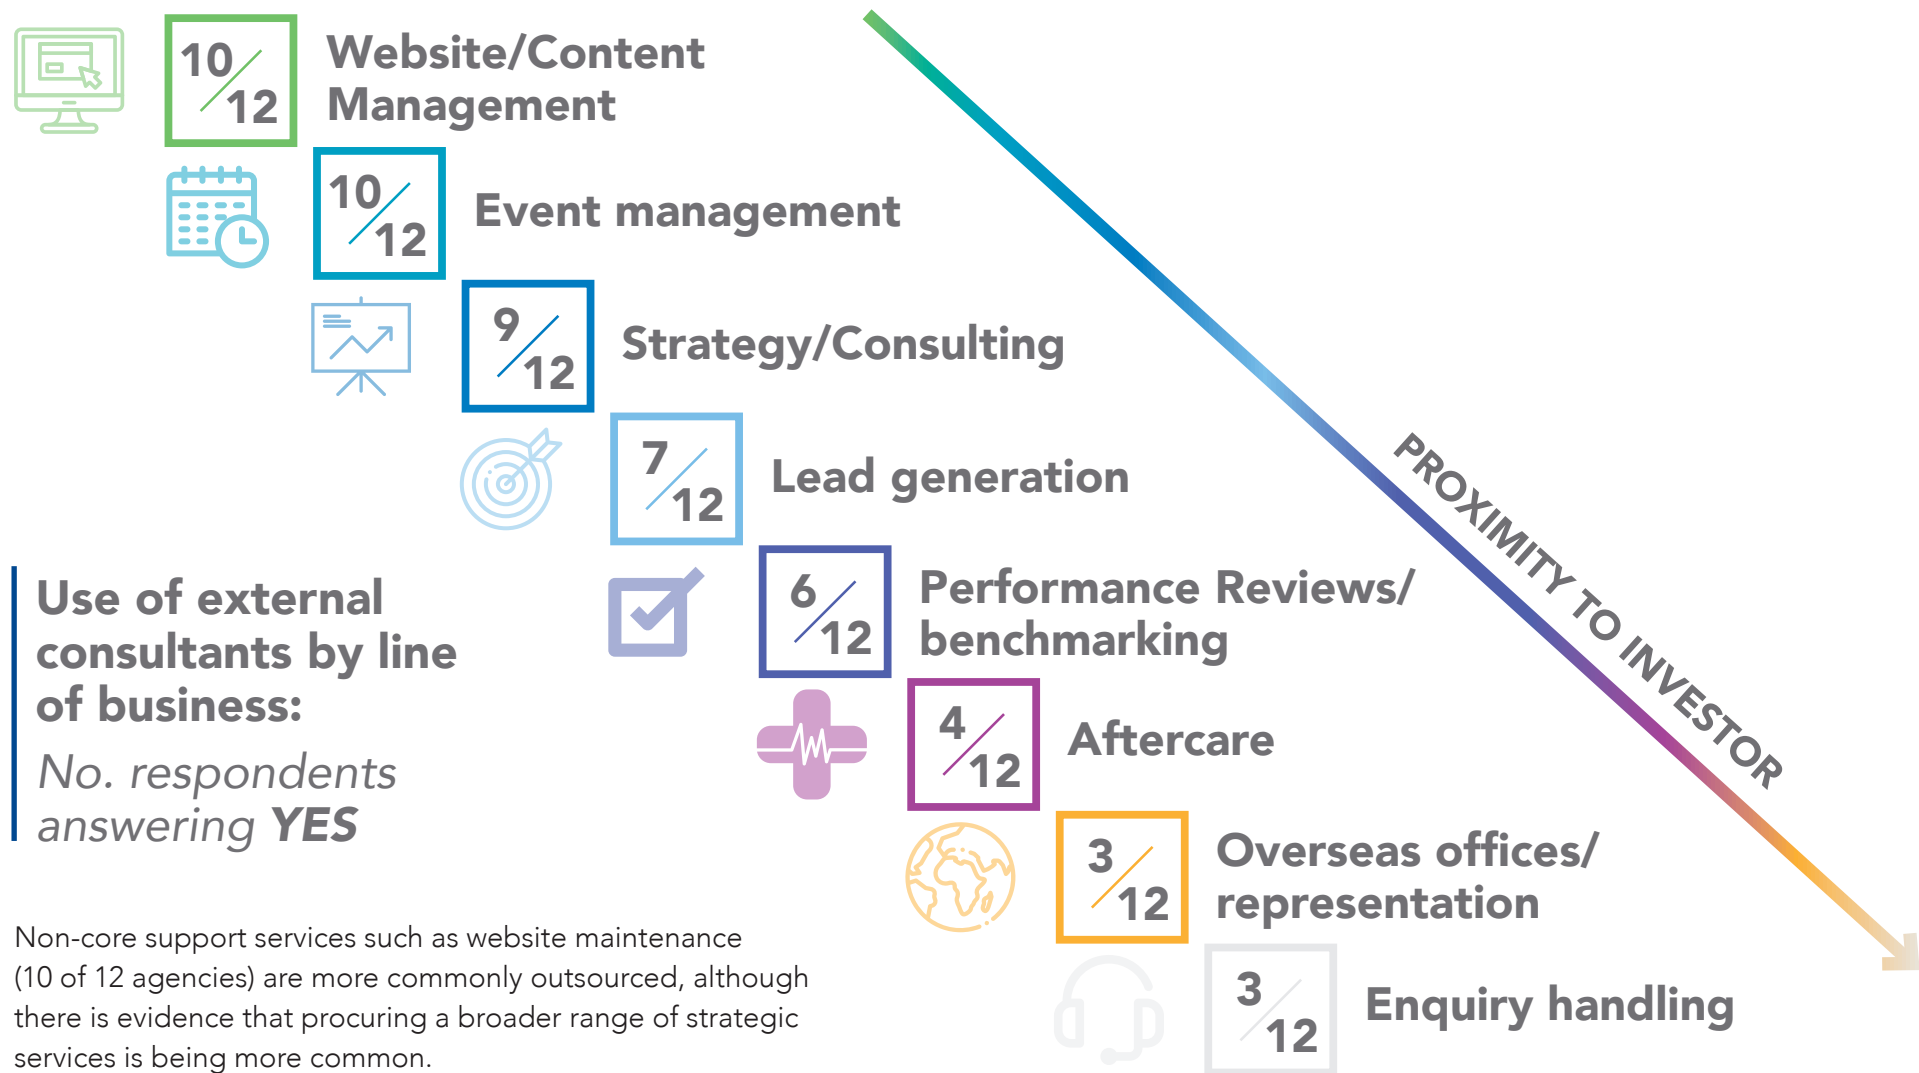 10/12
Website/Content
Management
10/12
Event management
9/12
Strategy/Consulting
7/12
Lead generation
6/12
Performance Reviews/
benchmarking
4/12
Aftercare
3/12
Overseas offices/
representation
3/12
Enquiry handling
PROXIMITY TO INVESTOR
Use of external
consultants by line
of business:
No. respondents
answering YES
Non-core support services such as website maintenance
(10 of 12 agencies) are more commonly outsourced, although
there is evidence that procuring a broader range of strategic
services is being more common.